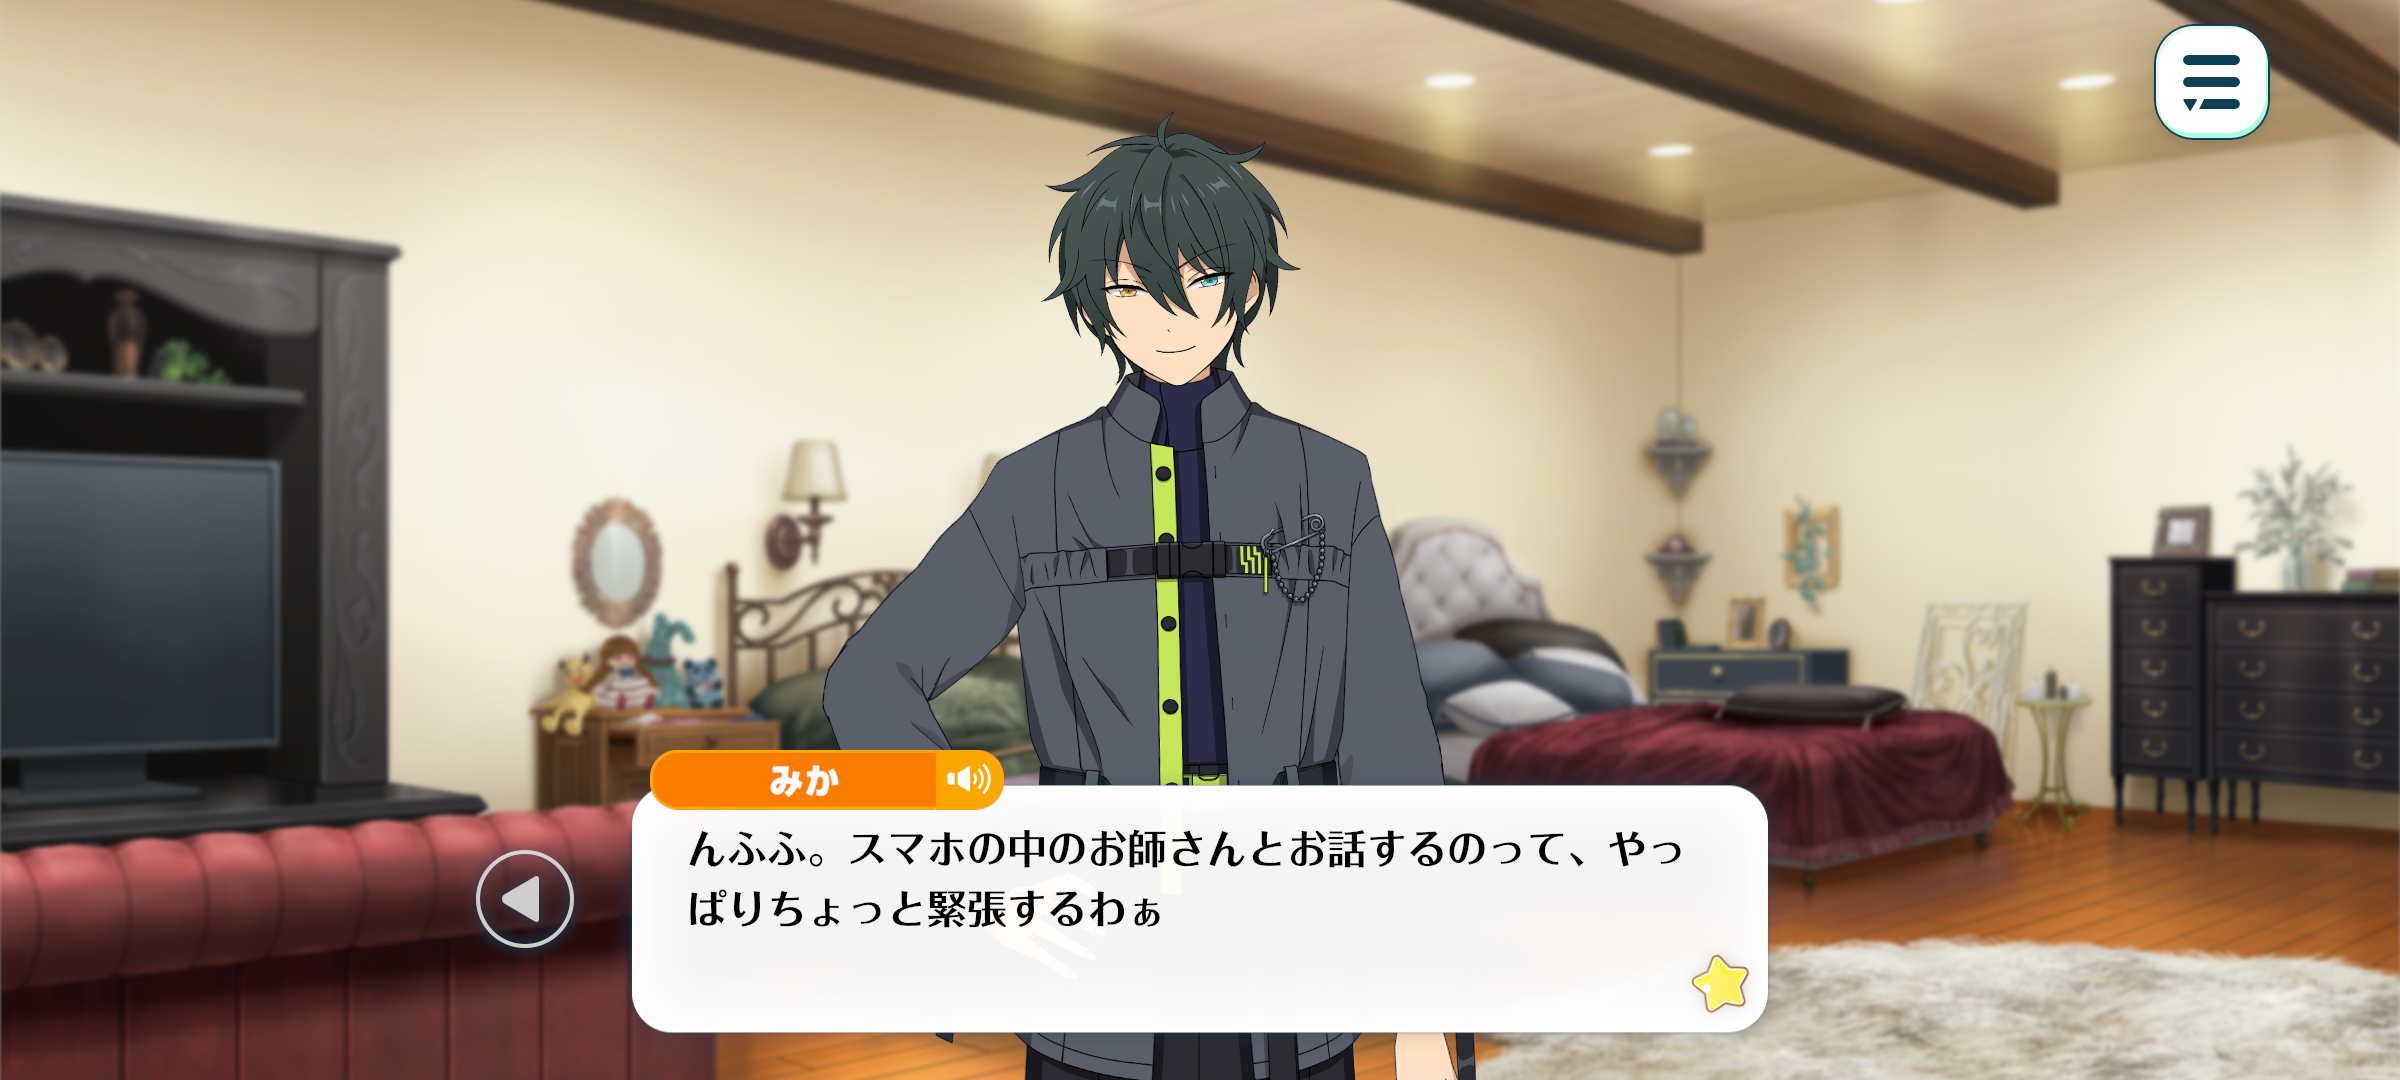 みか
んふふ。スマホの中のお師さんとお話するのって、やっ
ぱりちょっと緊張するわぁ